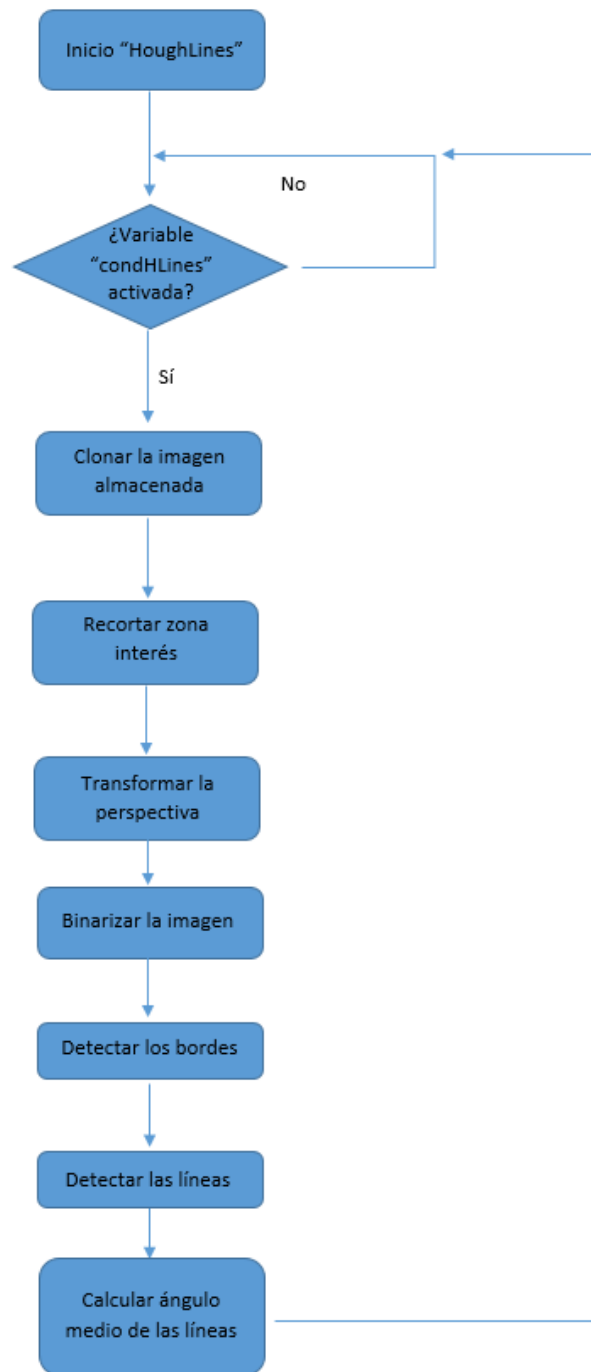 Inicio “HoughLines”
No
¿Variable
“condHLines”
activada?
Sí
Clonar la imagen
almacenada
Recortar zona
interés
Transformar la
perspectiva
Binarizar la imagen
Detectar los bordes
Detectar las líneas
Calcular ángulo
medio de las líneas